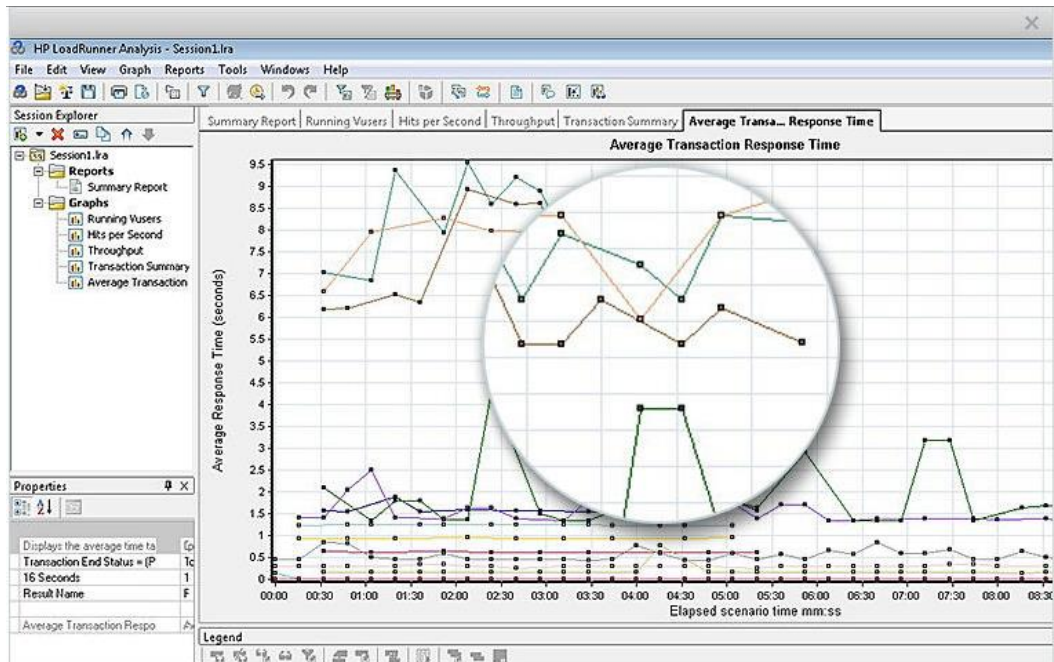 HP LoadRunner Analysis - Session1.lra
File Edit View Graph Reports Tools Windows Help
Session Explorer
Session1.lra
Reports
Summary Report
Graphs
Running Vusers
Hits per Second
Throughput
Transaction Summary
Average Transaction
Properties
Displays the average time ta
Transaction End Status = (P
16 Seconds 1
Result Name F
Average Transaction Respo
Summary Report Running Vusers Hits per Second Throughput Transaction Summary Average Transa... Response Time
Average Transaction Response Time
Average Response Time (seconds)
9.5
9
8.5
8
7.5
7
6.5
6
5.5
5
4.5
4
3.5
3
2.5
2
1.5
1
0.5
0
00:00 00:30 01:00 01:30 02:00 02:30 03:00 03:30 04:00 04:30 05:00 05:30 06:00 06:30 07:00 07:30 08:00 08:30
Elapsed scenario time mm:ss
Legend